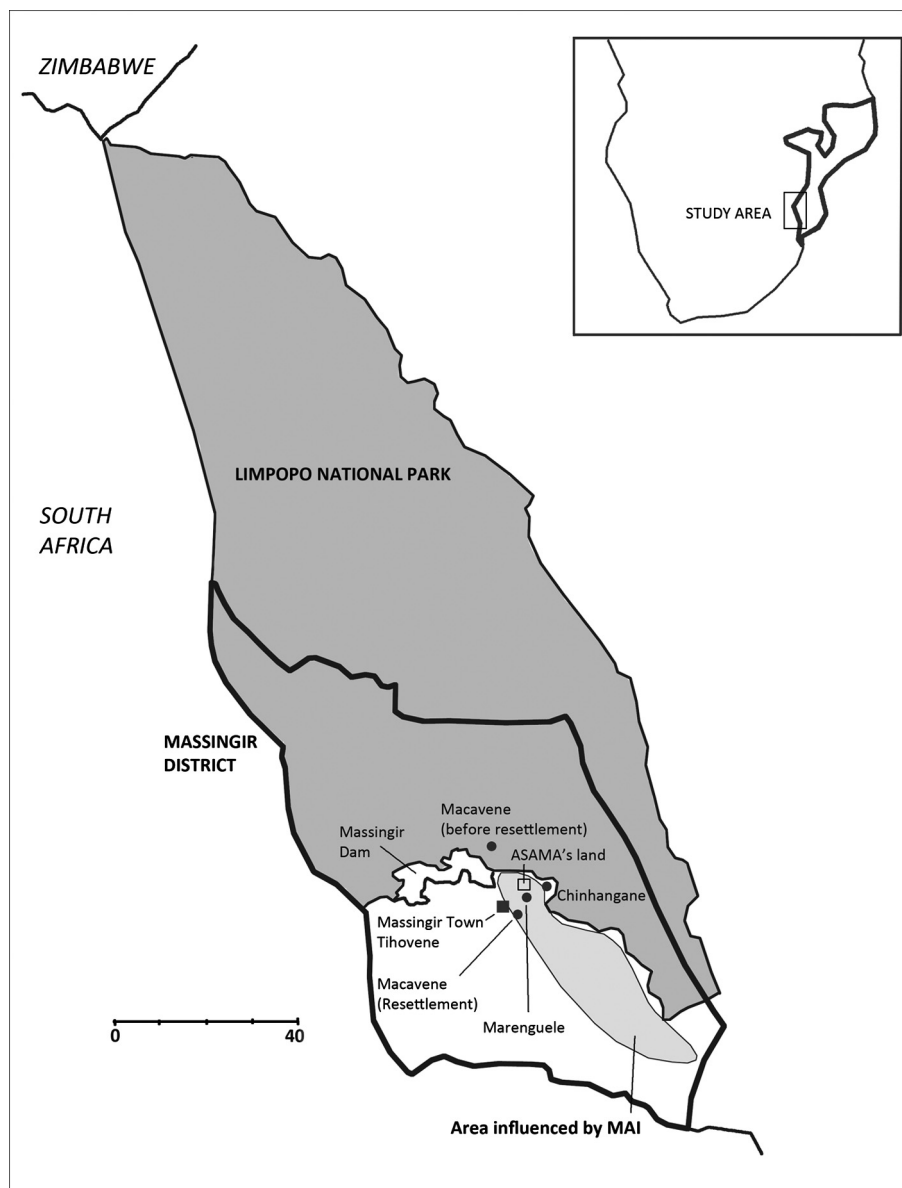 ZIMBABWE
STUDY AREA
LIMPOPO NATIONAL PARK
SOUTH
AFRICA
MASSINGIR
DISTRICT
Macavene
(before resettlement)
Massingir
Dam
ASAMA's land
Chinhangane
Massingir Town
Tihovene
Macavene
(Resettlement)
Marenguele
0 40
Area influenced by MAI